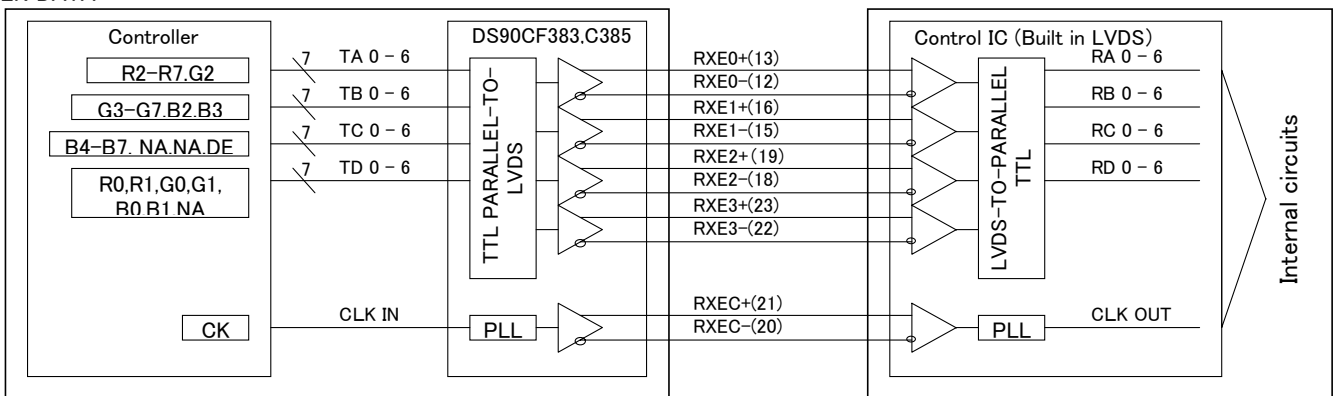 Controller
R2-R7.G2
G3-G7.B2.B3
B4-B7. NA.NA.DE
R0,R1,G0,G1,
B0.B1.NA
CK
7 TA 0 - 6
7 TB 0 - 6
7 TC 0 - 6
7 TD 0 - 6
CLK IN
DS90CF383,C385
TTL PARALLEL-TO-
LVDS
PLL
RXE0+(13)
RXE0-(12)
RXE1+(16)
RXE1-(15)
RXE2+(19)
RXE2-(18)
RXE3+(23)
RXE3-(22)
RXEC+(21)
RXEC-(20)
Control IC (Built in LVDS)
LVDS-TO-PARALLEL
TTL
PLL
RA 0 - 6
RB 0 - 6
RC 0 - 6
RD 0 - 6
CLK OUT
Internal circuits